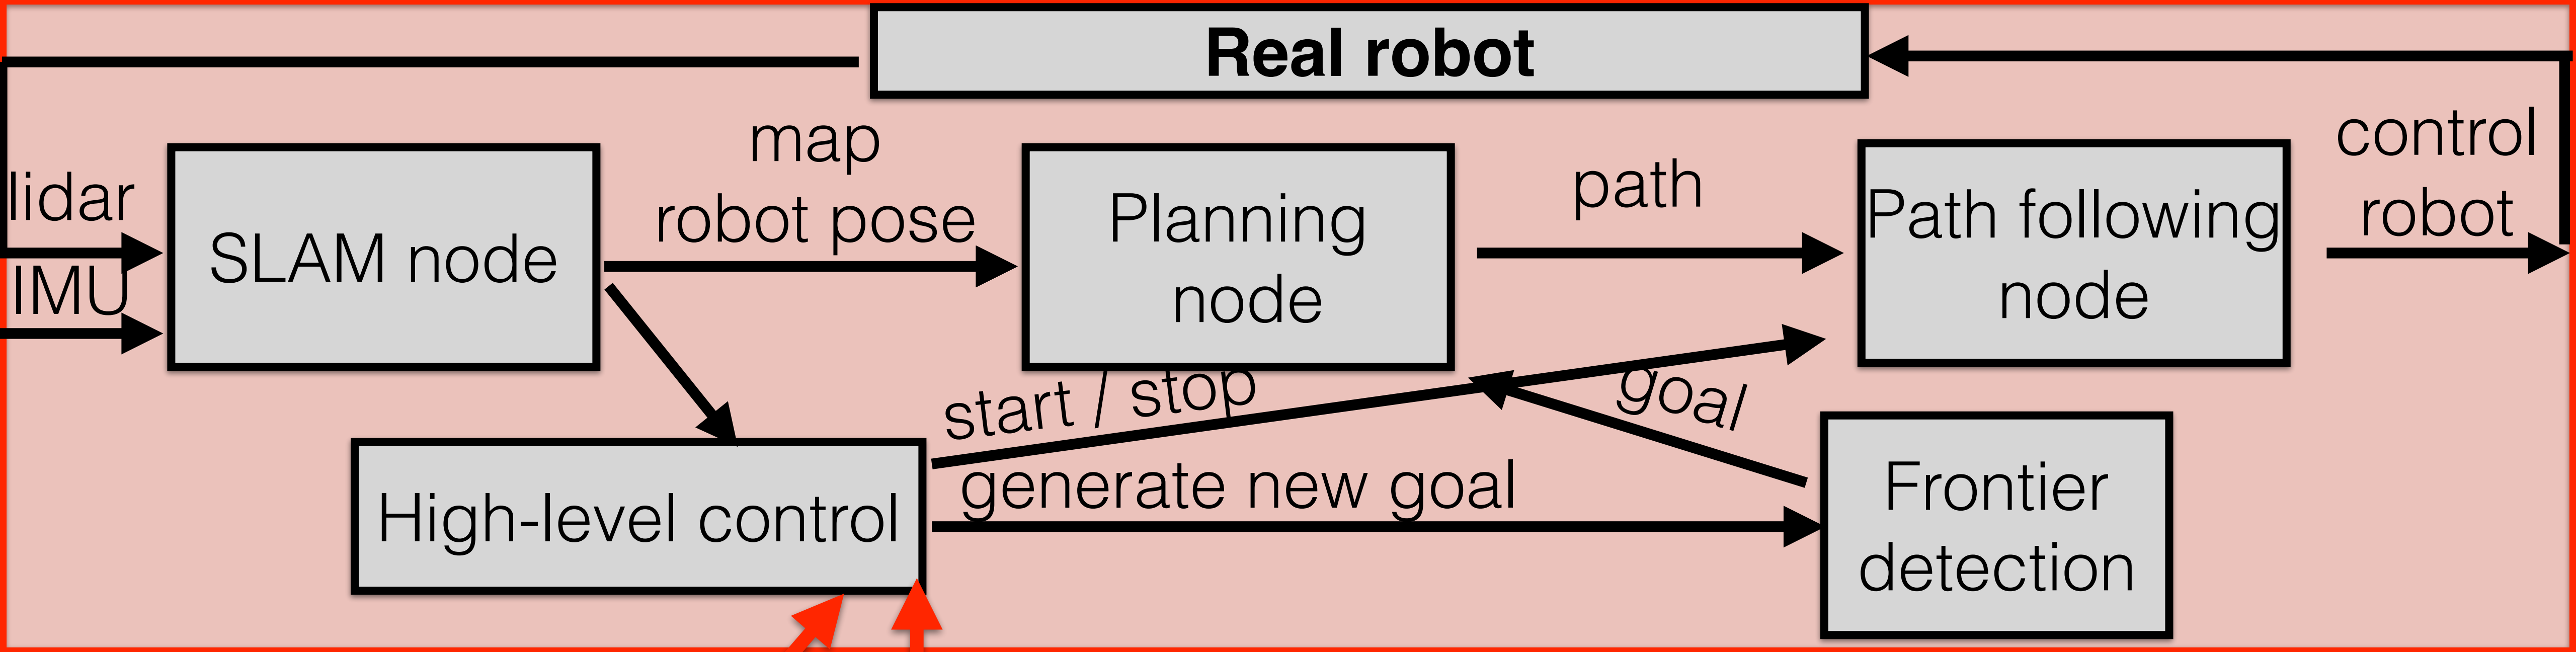 Real robot
lidar
IMU
SLAM node
map
robot pose
Planning
node
path
Path following
node
control
robot
start / stop
goal
generate new goal
High-level control
Frontier
detection